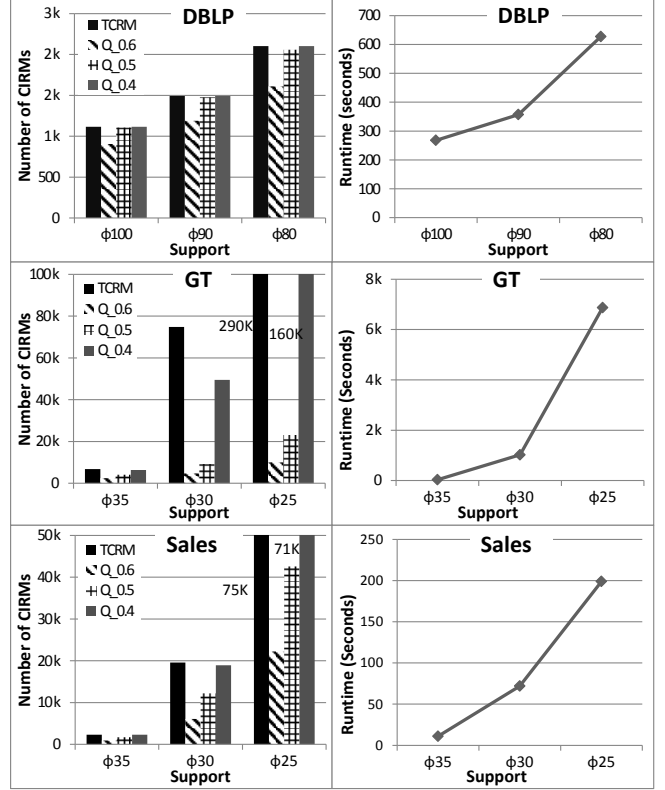 DBLP
Number of CIRMs
3k
2k
2k
1k
500
0
TCRM
Q_0.6
Q_0.5
Q_0.4
ϕ100 ϕ90 ϕ80
Support
DBLP
Runtime (seconds)
700
600
500
400
300
200
100
0
ϕ100 ϕ90 ϕ80
Support
GT
Number of CIRMs
100k
80k
60k
40k
20k
0
TCRM
Q_0.6
Q_0.5
Q_0.4
290K
160K
ϕ35 ϕ30 ϕ25
Support
GT
Runtime (Seconds)
8k
6k
4k
2k
0
ϕ35 ϕ30 ϕ25
Support
Sales
Number of CIRMs
50k
40k
30k
20k
10k
0
TCRM
Q_0.6
Q_0.5
Q_0.4
75K
71K
ϕ35 ϕ30 ϕ25
Support
Sales
Runtime (Seconds)
250
200
150
100
50
0
ϕ35 ϕ30 ϕ25
Support